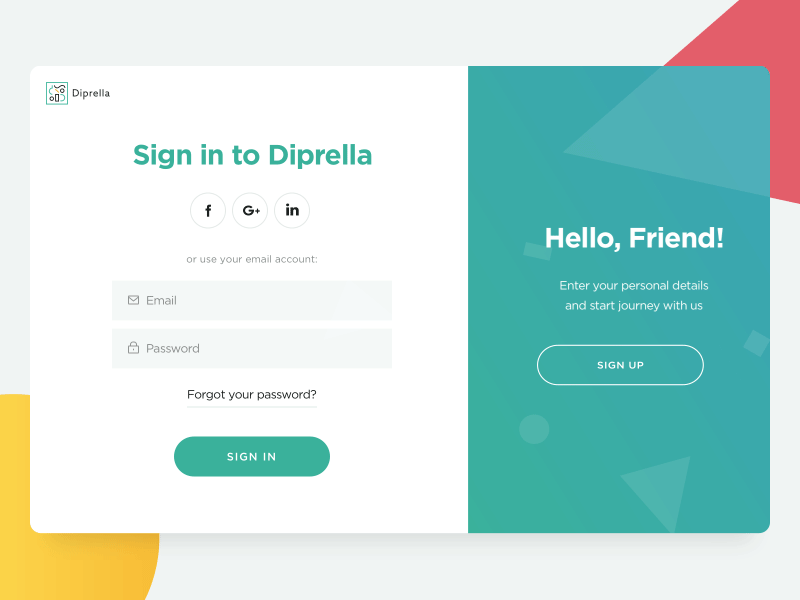 Diprella
Sign in to Diprella
f
G+
in
or use your email account:
Email
Password
Forgot your password?
SIGN IN
Hello, Friend!
Enter your personal details
and start journey with us
SIGN UP